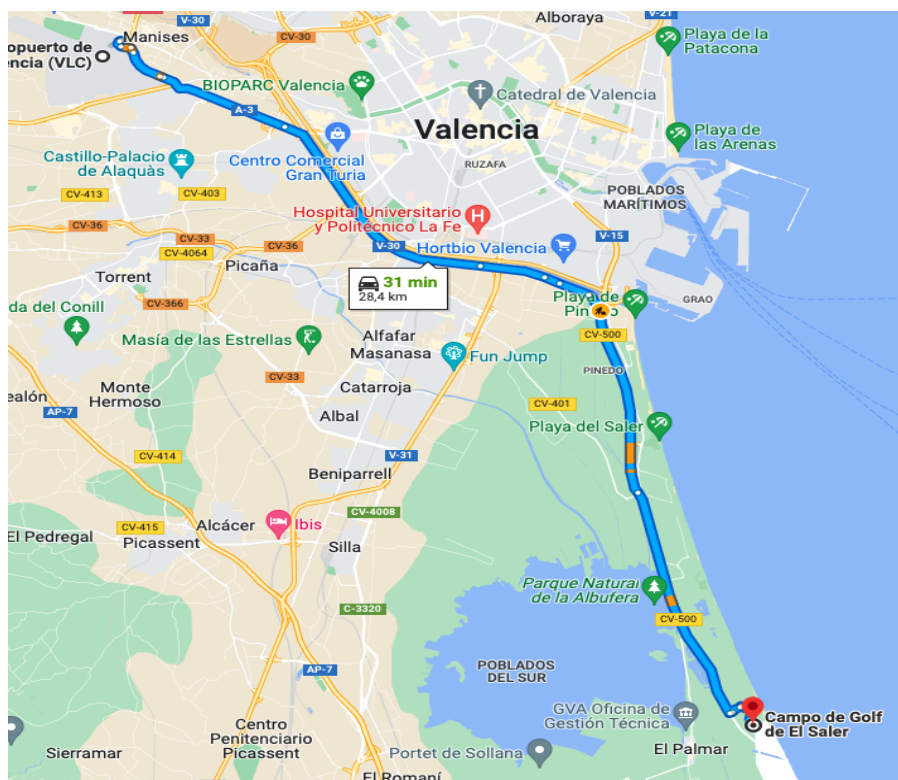 V-30
Alboraya
V-21
Manises
CV-30
Playa de la
Patacona
opuerto de
encia (VLC)
BIOPARC Valencia
Catedral de Valencia
A-3
Valencia
Playa de
las Arenas
Castillo-Palacio
de Alaquàs
Centro Comercial
Gran Turia
RUZAFA
CV-413
CV-403
POBLADOS
MARÍTIMOS
Hospital Universitario
y Politécnico La Fe
CV-36
CV-33
CV-36
V-30
Hortbio Valencia
V-15
CV-4064
Picaña
Torrent
31 min
28,4 km
GRAO
da del Conill
CV-366
Playa de
Pin
CV-500
Masía de las Estrellas
Alfafar
Masanasa
Fun Jump
PINEDO
Monte
Hermoso
CV-33
Catarroja
ealón
AP-7
CV-401
Albal
Playa del Saler
CV-414
V-31
Beniparrell
CV-4008
CV-415
Alcácer
Ibis
El Pedregal
Picassent
Silla
Parque Natural
de la Albufera
C-3320
CV-500
POBLADOS
DEL SUR
AP-7
GVA Oficina de
Gestión Técnica
Campo de Golf
de El Saler
Centro
Penitenciario
Picassent
El Palmar
Sierramar
Portet de Sollana
El Romaní